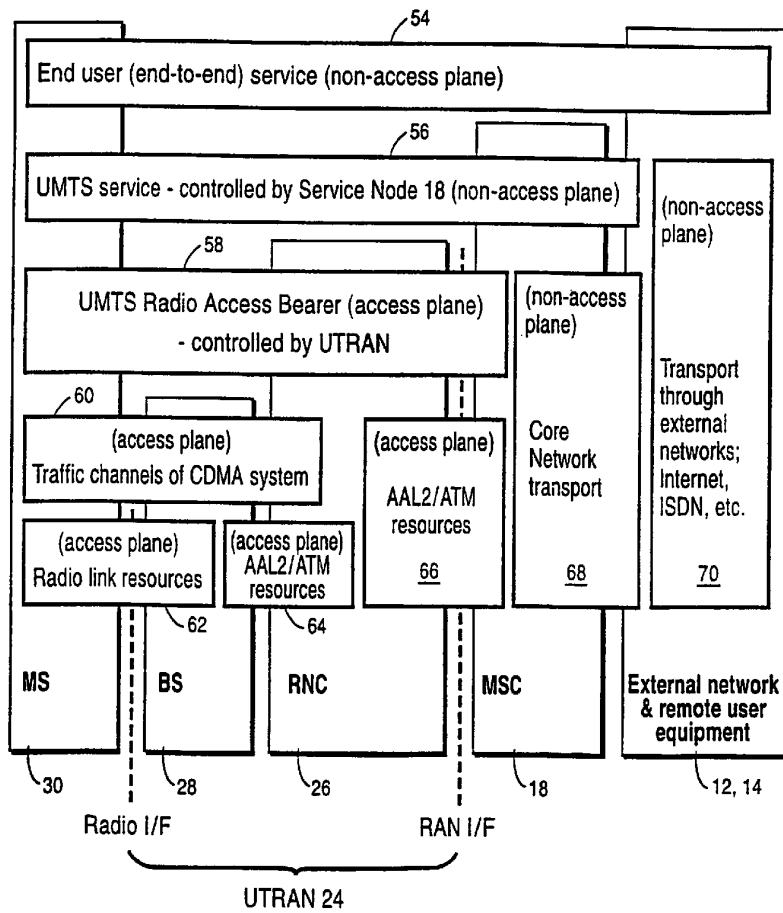 54
End user (end-to-end) service (non-access plane)
56
UMTS service - controlled by Service Node 18 (non-access plane)
58
UMTS Radio Access Bearer (access plane)
- controlled by UTRAN
(non-access
plane)
Core
Network
transport
68
(non-access
plane)
Transport
through
external
networks;
Internet,
ISDN, etc.
70
60
(access plane)
Traffic channels of CDMA system
(access plane)
AAL2/ATM
resources
66
(access plane)
Radio link resources
62
(access plane)
AAL2/ATM
resources
64
MS
BS
RNC
MSC
External network
& remote user
equipment
30
28
26
18
12, 14
Radio I/F
RAN I/F
UTRAN 24